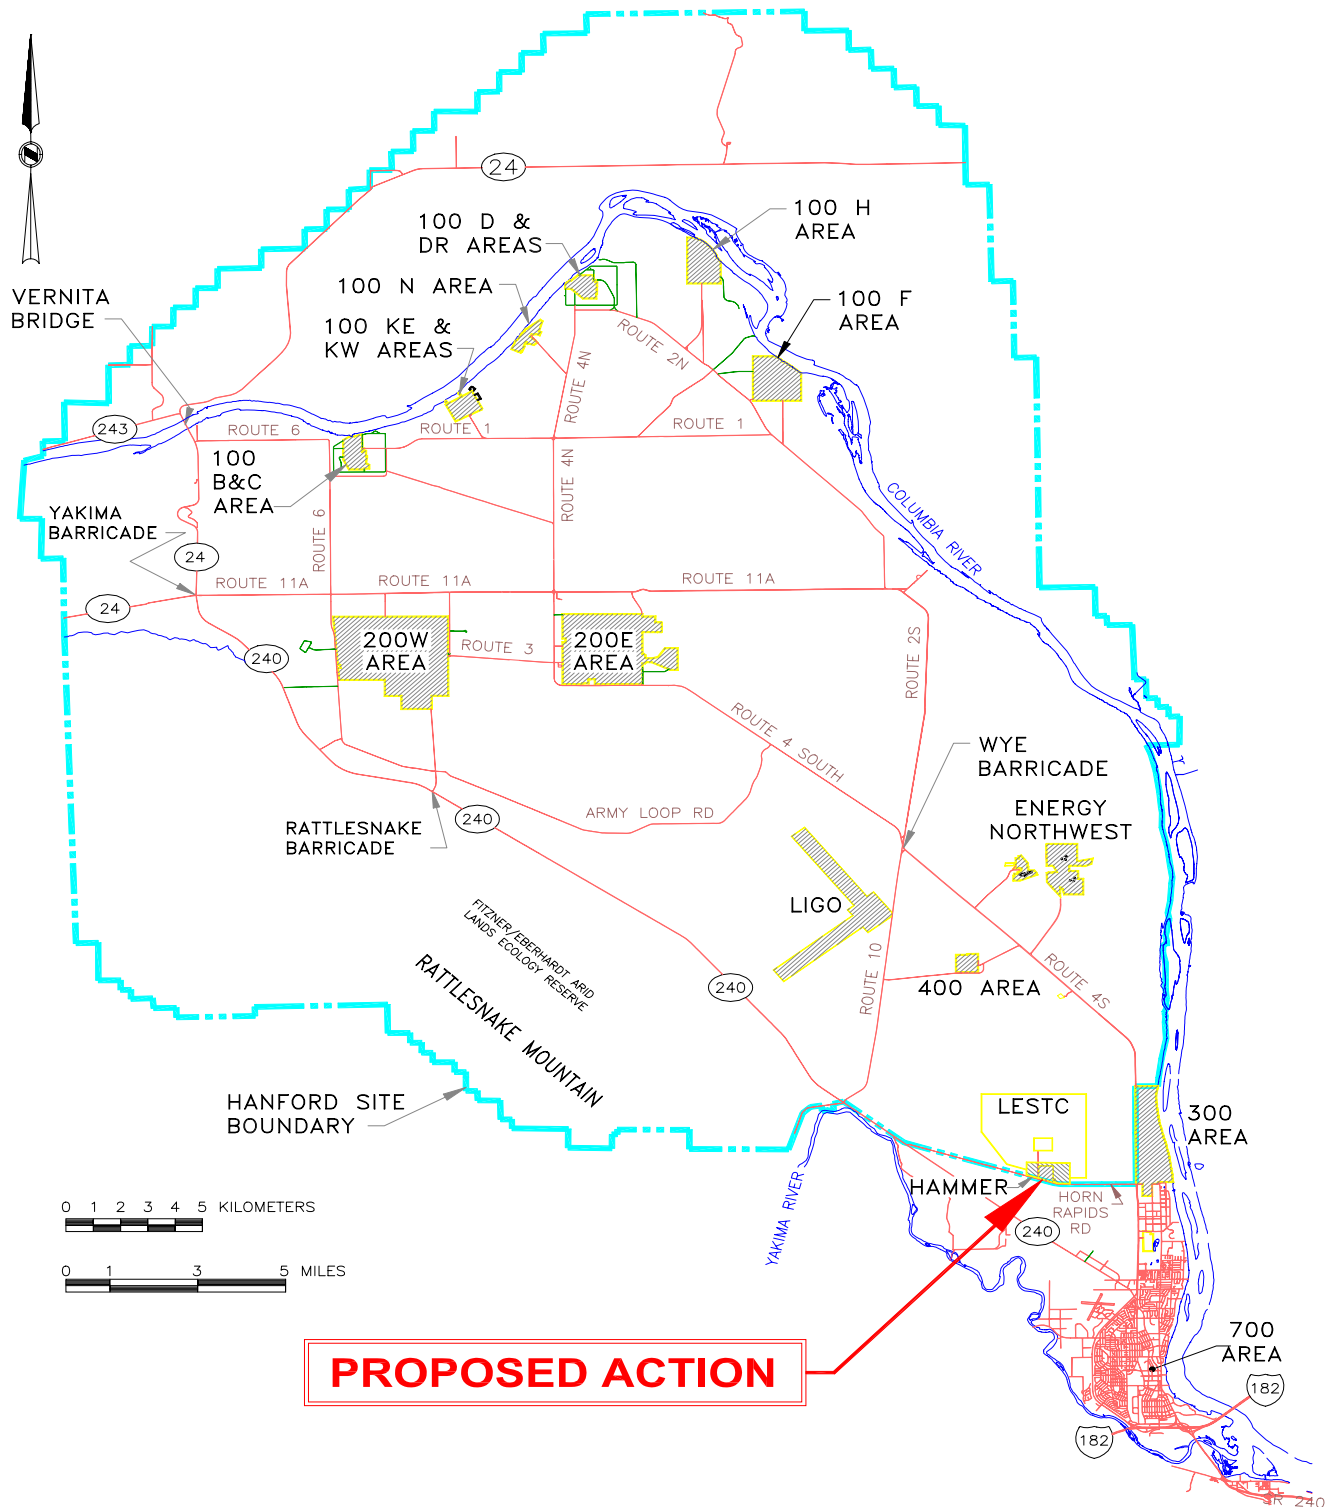 24
100 H
AREA
100 D &
DR AREAS
100 N AREA
VERNITA
BRIDGE
100 F
AREA
100 KE &
KW AREAS
ROUTE 2N
ROUTE 4N
243
ROUTE 6
ROUTE 1
ROUTE 1
100
B&C
AREA
ROUTE 4N
COLUMBIA RIVER
YAKIMA
BARRICADE
ROUTE 6
24
ROUTE 11A
ROUTE 11A
ROUTE 11A
24
200W
AREA
ROUTE 3
200E
AREA
ROUTE 2S
240
ROUTE 4 SOUTH
WYE
BARRICADE
ARMY LOOP RD
240
ENERGY
NORTHWEST
RATTLESNAKE
BARRICADE
LIGO
FITZNER/EBERHARDT ARID
LANDS ECOLOGY RESERVE
RATTLESNAKE MOUNTAIN
ROUTE 10
240
400 AREA
ROUTE 4S
HANFORD SITE
BOUNDARY
LESTC
300
AREA
HAMMER
HORN
RAPIDS
RD
YAKIMA RIVER
240
0 1 2 3 4 5 KILOMETERS
0 1 3 5 MILES
PROPOSED ACTION
700
AREA
182
182
SR 240